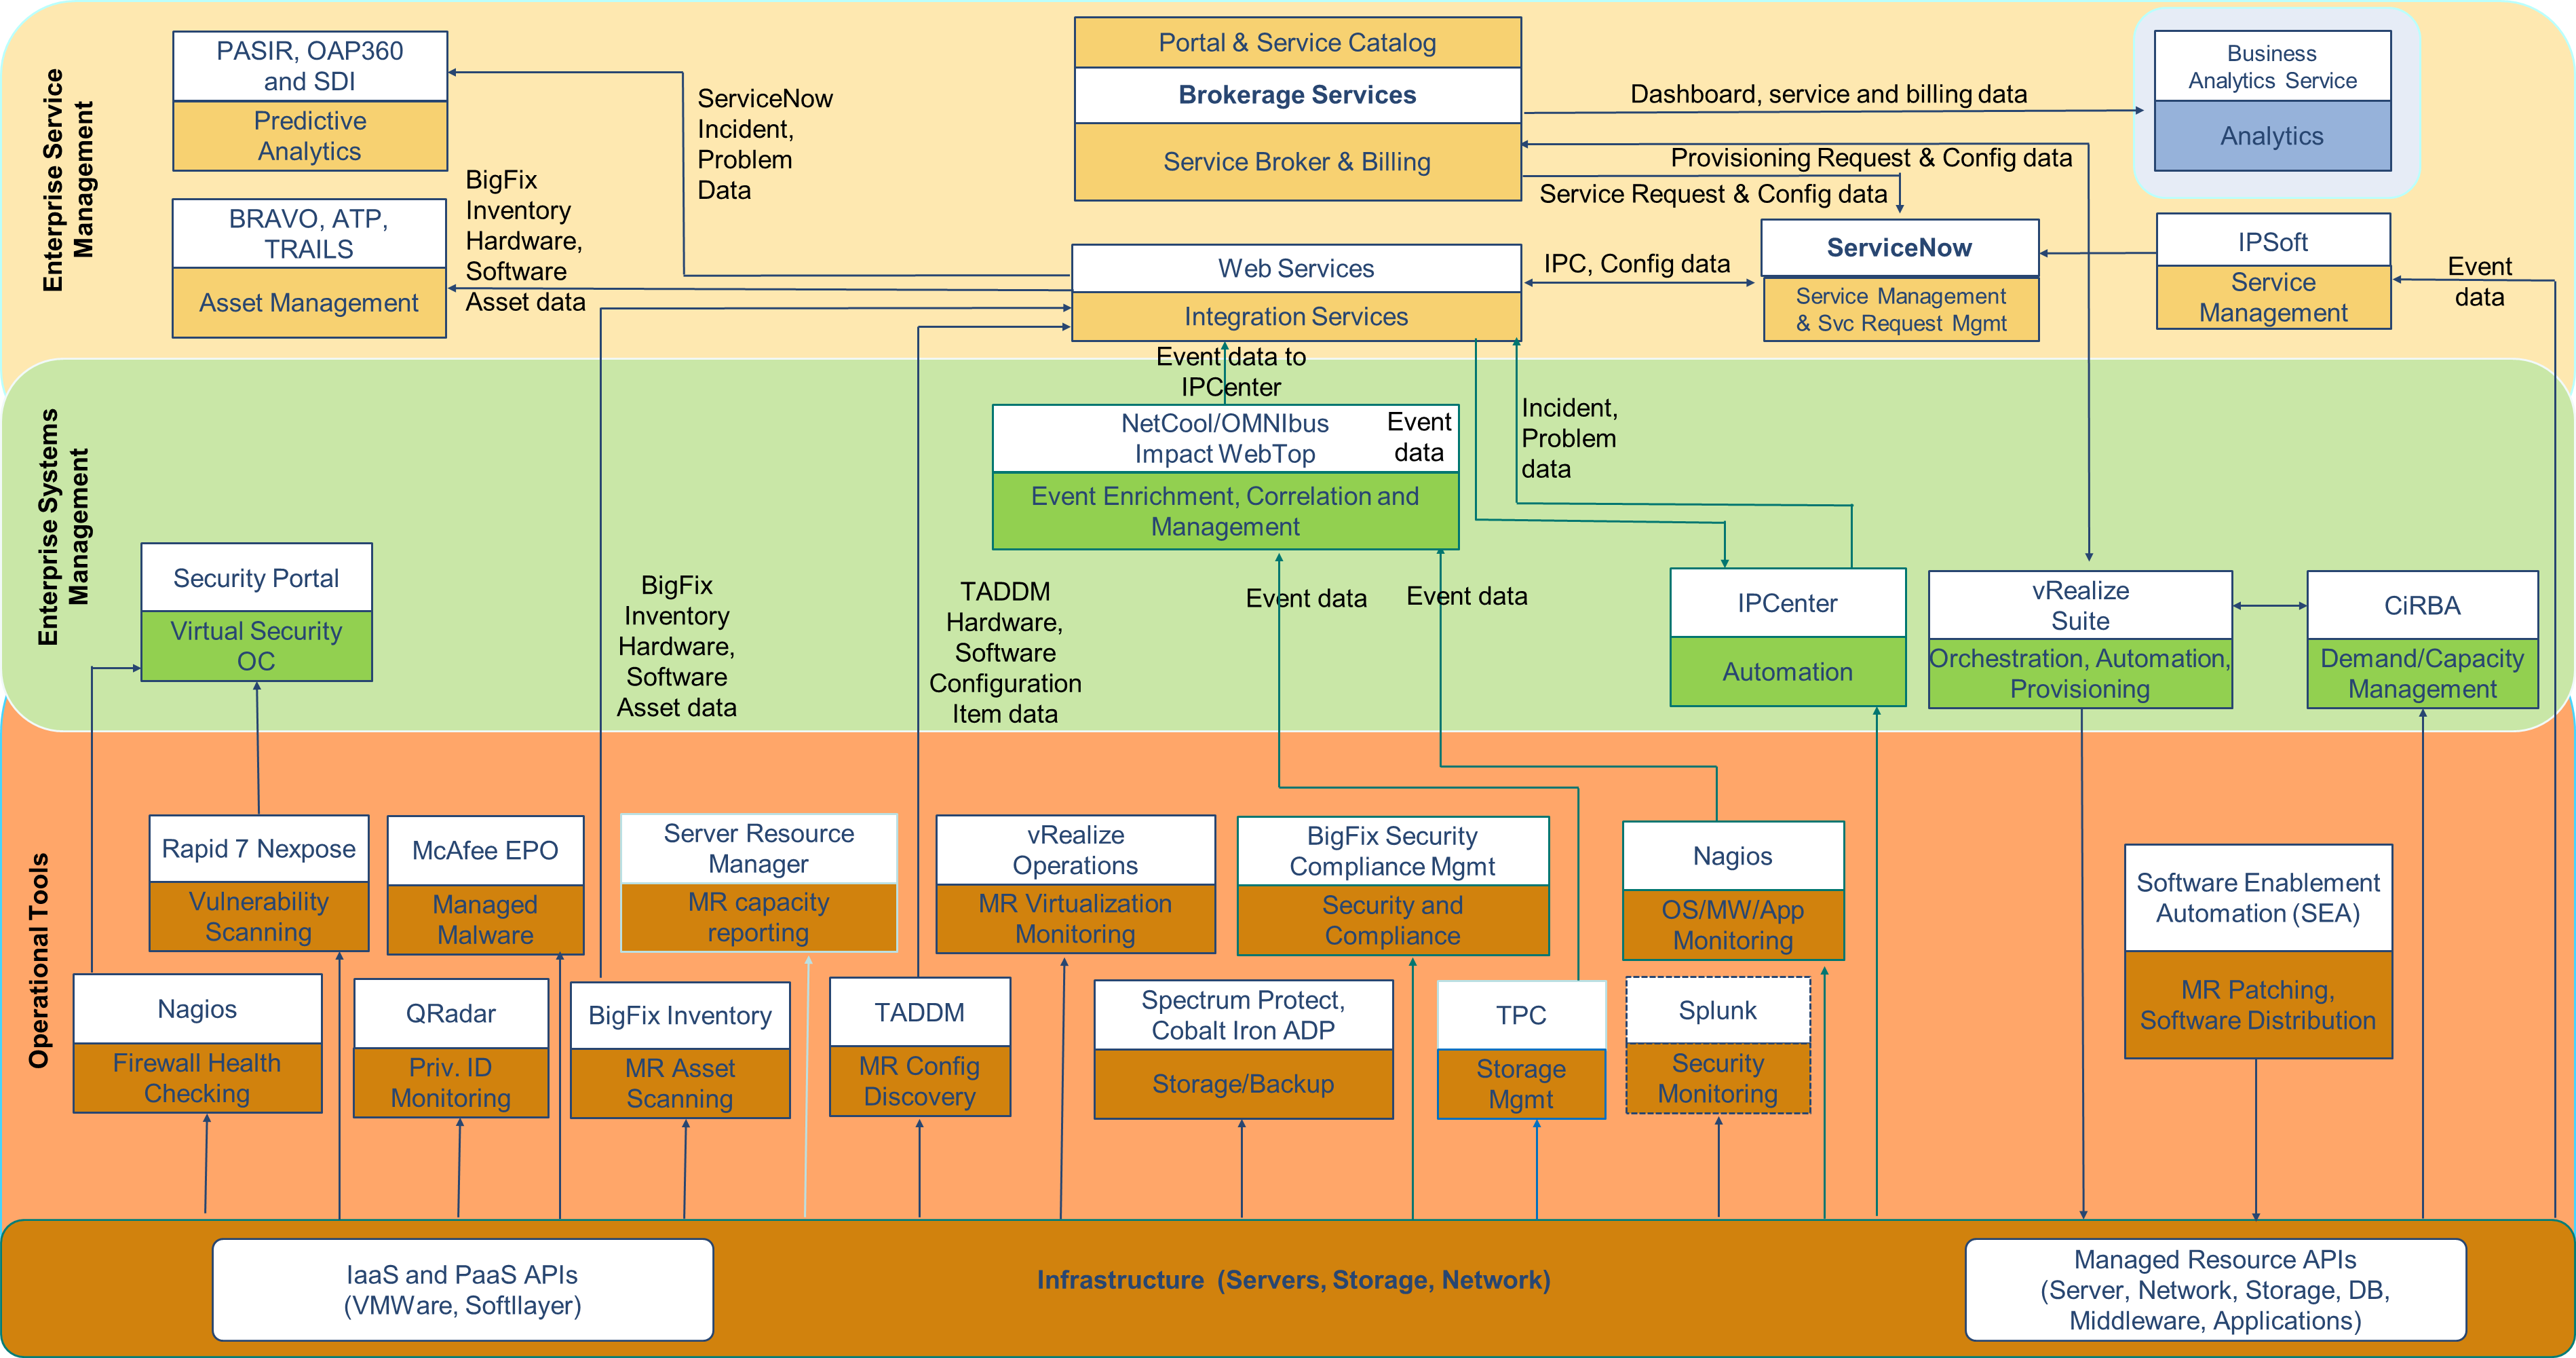 Enterprise Service
Management
PASIR, OAP360
and SDI
Predictive
Analytics
BRAVO, ATP,
TRAILS
Asset Management
BigFix
Inventory
Hardware,
Software
Asset data
ServiceNow
Incident,
Problem
Data
Portal & Service Catalog
Brokerage Services
Service Broker & Billing
Dashboard, service and billing data
Provisioning Request & Config data
Service Request & Config data
Business
Analytics Service
Analytics
Web Services
Integration Services
IPC, Config data
ServiceNow
Service Management
& Svc Request Mgmt
IPSoft
Service
Management
Event
data
Enterprise Systems
Management
Event data to
IPCenter
NetCool/OMNIbus
Impact WebTop
Event
data
Event Enrichment, Correlation and
Management
Incident,
Problem
data
Security Portal
Virtual Security
OC
BigFix
Inventory
Hardware,
Software
Asset data
TADDM
Hardware,
Software
Configuration
Item data
Event data
Event data
IPCenter
Automation
vRealize
Suite
Orchestration, Automation,
Provisioning
CiRBA
Demand/Capacity
Management
Operational Tools
Rapid 7 Nexpose
Vulnerability
Scanning
McAfee EPO
Managed
Malware
Server Resource
Manager
MR capacity
reporting
vRealize
Operations
MR Virtualization
Monitoring
BigFix Security
Compliance Mgmt
Security and
Compliance
Nagios
OS/MW/App
Monitoring
Software Enablement
Automation (SEA)
MR Patching,
Software Distribution
Nagios
Firewall Health
Checking
QRadar
Priv. ID
Monitoring
BigFix Inventory
MR Asset
Scanning
TADDM
MR Config
Discovery
Spectrum Protect,
Cobalt Iron ADP
Storage/Backup
TPC
Storage
Mgmt
Splunk
Security
Monitoring
IaaS and PaaS APIs
(VMWare, Softllayer)
Infrastructure (Servers, Storage, Network)
Managed Resource APIs
(Server, Network, Storage, DB,
Middleware, Applications)